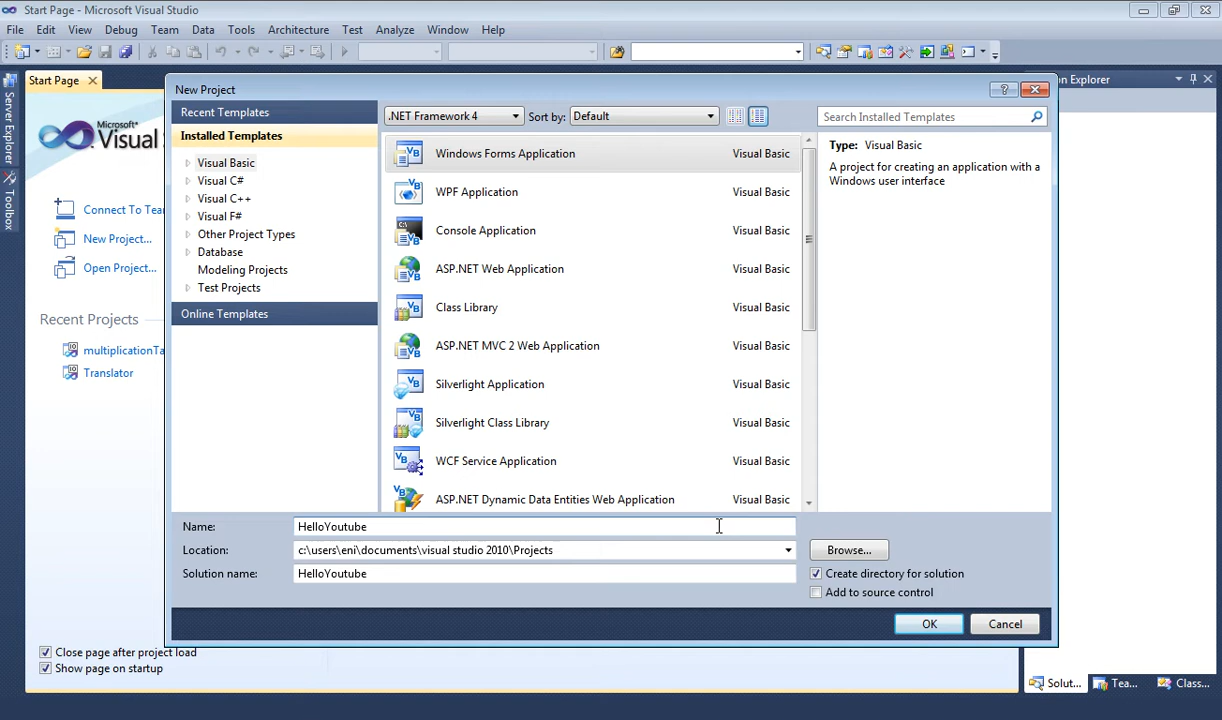 Start Page - Microsoft Visual Studio
File Edit View Debug Team Data Tools Architecture Test Analyze Window Help
Start Page
Server Explorer
Toolbox
Microsoft®
Visual
Connect To
New Project...
Open Project...
Recent Projects
Translator
Close page after project load
Show page on startup
New Project
Recent Templates
Installed Templates
Visual Basic
Visual C#
Visual C++
Visual F#
Other Project Types
Database
Modeling Projects
Test Projects
Online Templates
.NET Framework 4 Sort by: Default
Windows Forms Application Visual Basic
WPF Application Visual Basic
Console Application Visual Basic
ASP.NET Web Application Visual Basic
Class Library Visual Basic
ASP.NET MVC 2 Web Application Visual Basic
Silverlight Application Visual Basic
Silverlight Class Library Visual Basic
WCF Service Application Visual Basic
ASP.NET Dynamic Data Entities Web Application Visual Basic
Search Installed Templates
Type: Visual Basic
A project for creating an application with a
Windows user interface
Name: HelloYoutube
Location: c:\users\eni\documents\visual studio 2010\Projects
Browse...
Solution name: HelloYoutube
Create directory for solution
Add to source control
OK Cancel
Explorer
Solut... Tea... Class...